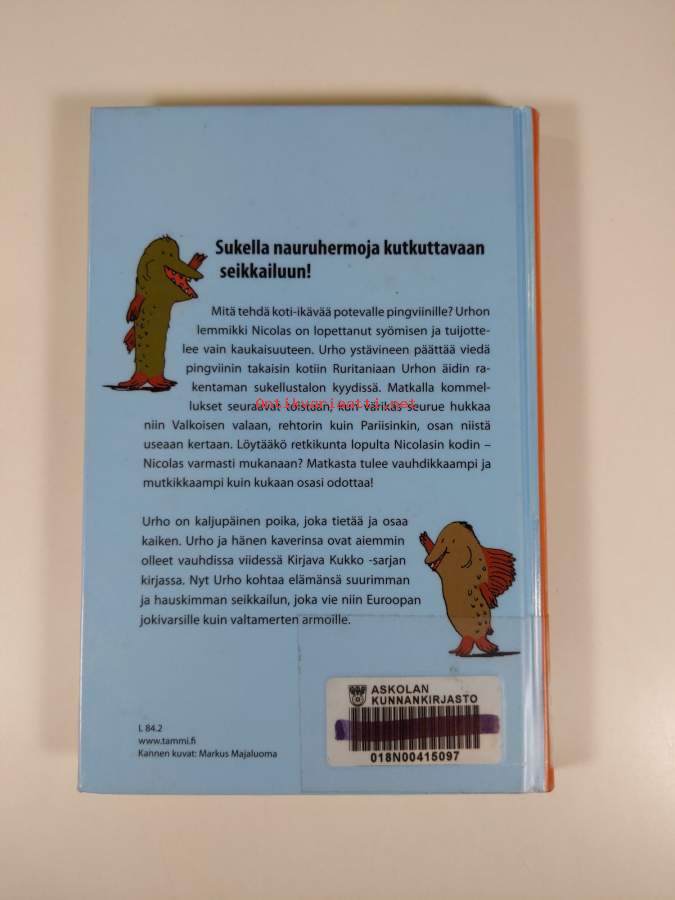 Sukella nauruhermoja kutkuttavaan
seikkailuun!
Mitä tehdä koti-ikävää potevalle pingviinille? Urhon
lemmikki Nicolas on lopettanut syömisen ja tuijotte-
lee vain kaukaisuuteen. Urho ystävineen päättää viedä
pingviinin takaisin kotiin Ruritaniaan Urhon äidin ra-
kentaman sukellustalon kyydissä. Matkalla kommel-
lukset seuraavat toistaan, kun värikäs seurue hukkaa
Antikvariaatti.net
niin Valkoisen valaan, rehtorin kuin Pariisinkin, osan niistä
useaan kertaan. Löytääkö retkikunta lopulta Nicolasin kodin –
Nicolas varmasti mukanaan? Matkasta tulee vauhdikkaampi ja
mutkikkaampi kuin kukaan osasi odottaa!
Urho on kaljupäinen poika, joka tietää ja osaa
kaiken. Urho ja hänen kaverinsa ovat aiemmin
olleet vauhdissa viidessä Kirjava Kukko -sarjan
kirjassa. Nyt Urho kohtaa elämänsä suurimman
ja hauskimman seikkailun, joka vie niin Euroopan
jokivarsille kuin valtamerten armoille.
ASKOLAN
KUNNANKIRJASTO
018N00415097
L 84.2
www.tammi.fi
Kannen kuvat: Markus Majaluoma